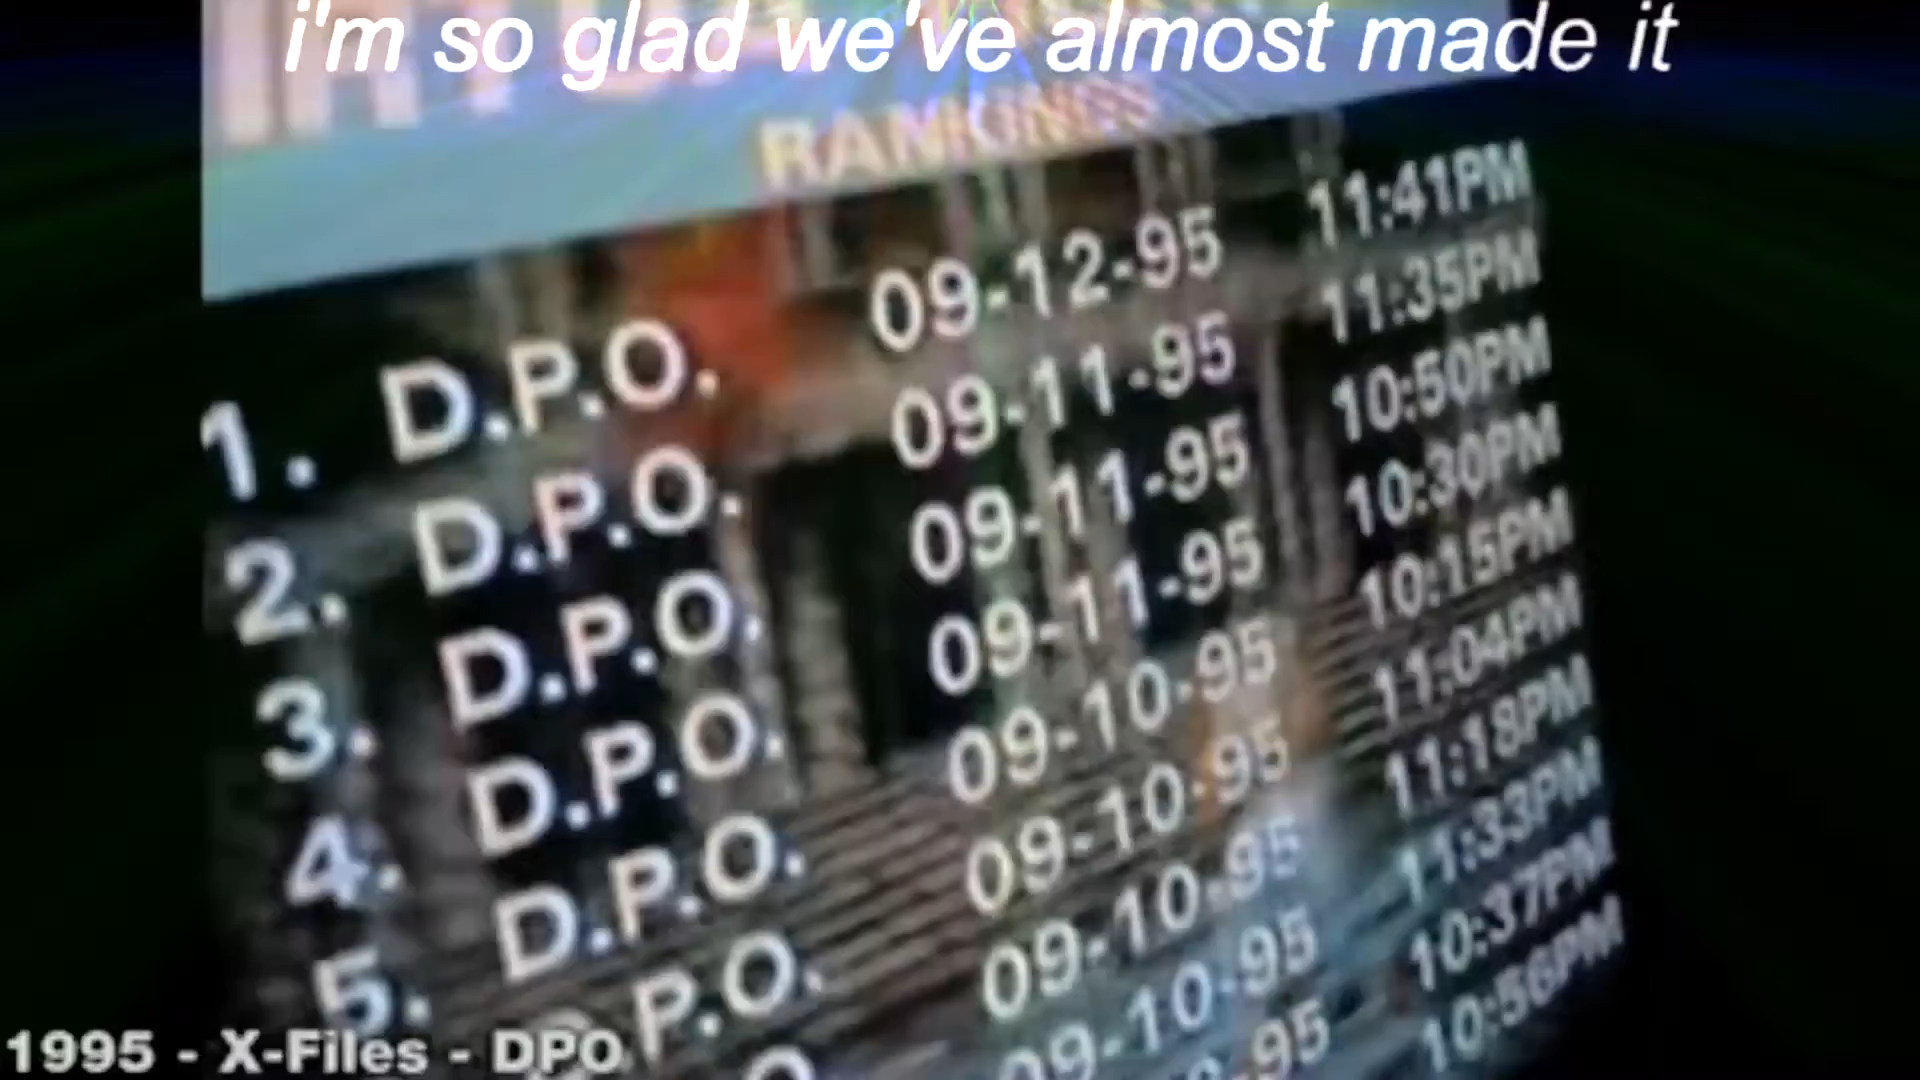 i'm so glad we've almost made it
RANKINGS
1. D.P.O. 09-12-95 11:41PM
2. D.P.O. 09-11-95 11:35PM
3. D.P.O. 09-11-95 10:50PM
4. D.P.O. 09-11-95 10:30PM
5. D.P.O. 09-10-95 10:15PM
P.O. 09-10-95 11:04PM
09-10-95 11:18PM
09-10-95 11:33PM
95 10:37PM
10:56PM
1995 - X-Files - DPO